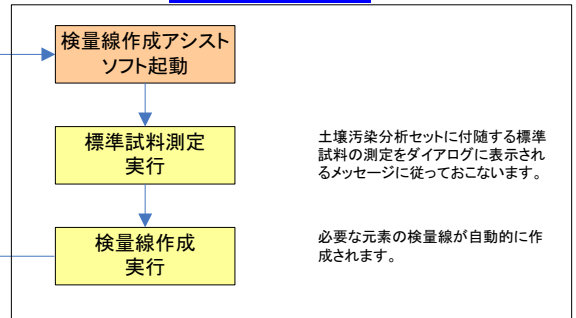 検量線作成アシスト
ソフト起動
標準試料測定
実行
土壌汚染分析セットに付随する標準
試料の測定をダイアログに表示され
るメッセージに従っておこないます。
検量線作成
実行
必要な元素の検量線が自動的に作
成されます。